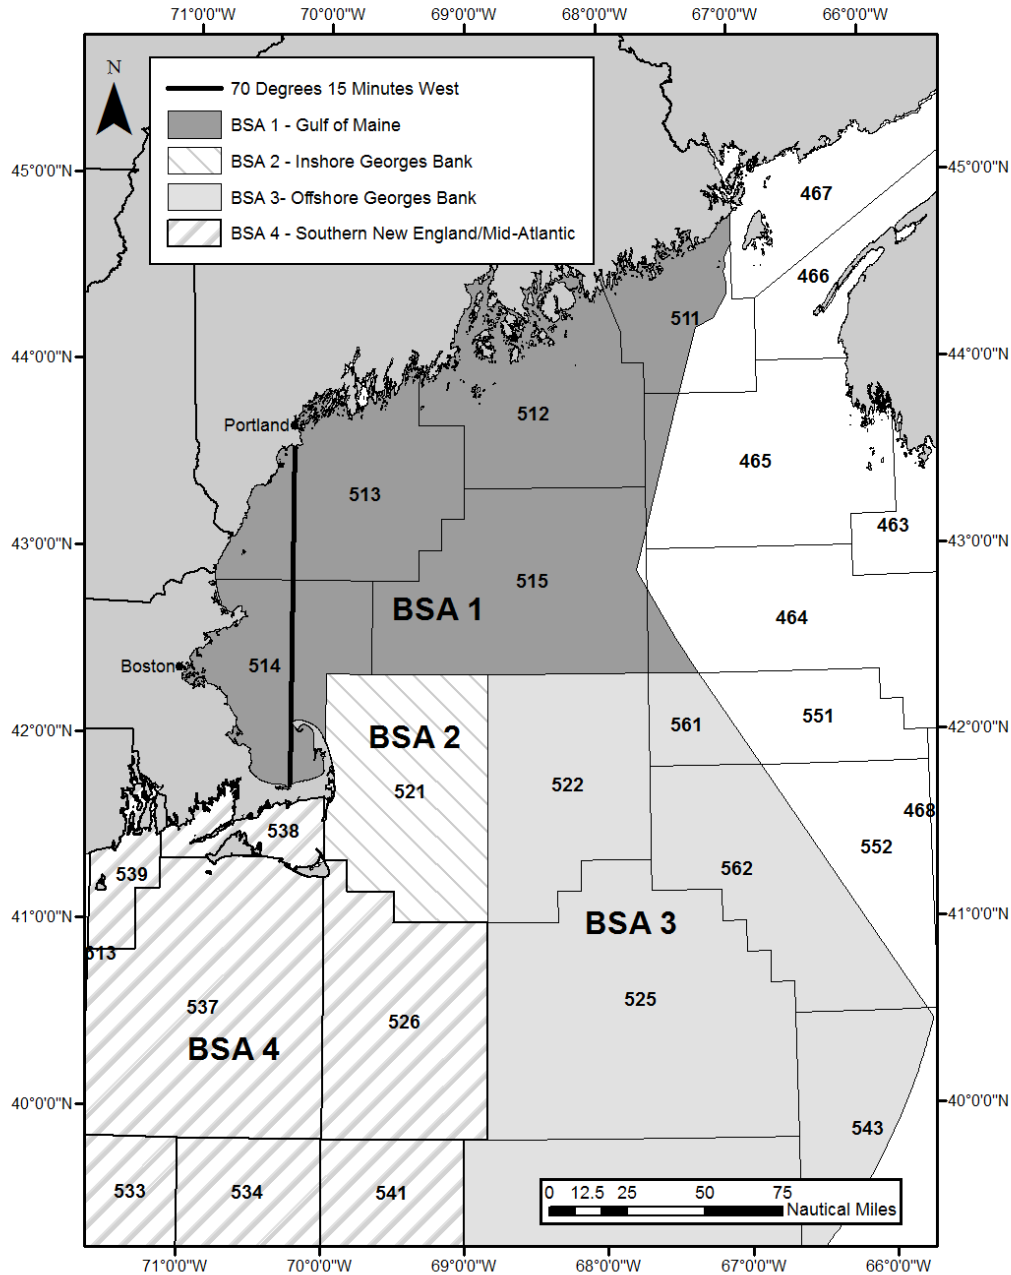 71°0'0"W 70°0'0"W 69°0'0"W 68°0'0"W 67°0'0"W 66°0'0"W
N
70 Degrees 15 Minutes West
BSA 1 - Gulf of Maine
BSA 2 - Inshore Georges Bank
BSA 3- Offshore Georges Bank
BSA 4 - Southern New England/Mid-Atlantic
45°0'0"N 45°0'0"N
467
466
511
44°0'0"N 44°0'0"N
512
Portland
465
513
463
43°0'0"N 43°0'0"N
515
BSA 1
464
Boston
514
551
561
42°0'0"N 42°0'0"N
BSA 2
522
521
468
538
552
562
539
41°0'0"N 41°0'0"N
BSA 3
513
525
537
526
BSA 4
40°0'0"N 40°0'0"N
543
533 534 541
0 12.5 25 50 75
Nautical Miles
71°0'0"W 70°0'0"W 69°0'0"W 68°0'0"W 67°0'0"W 66°0'0"W